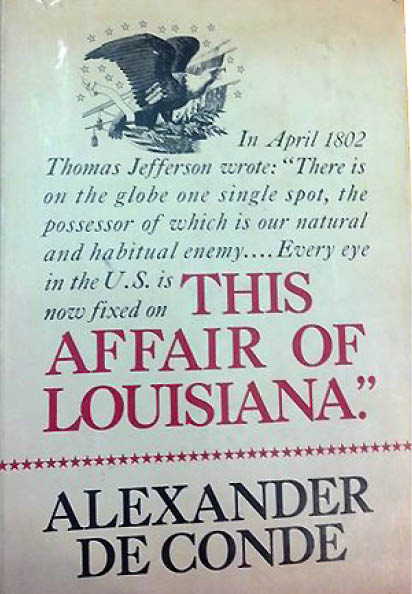 In April 1802
Thomas Jefferson wrote: "There is
on the globe one single spot, the
possessor of which is our natural
and habitual enemy....Every eye
in the U.S. is THIS
now fixed on
AFFAIR OF
LOUISIANA."
ALEXANDER
DE CONDE